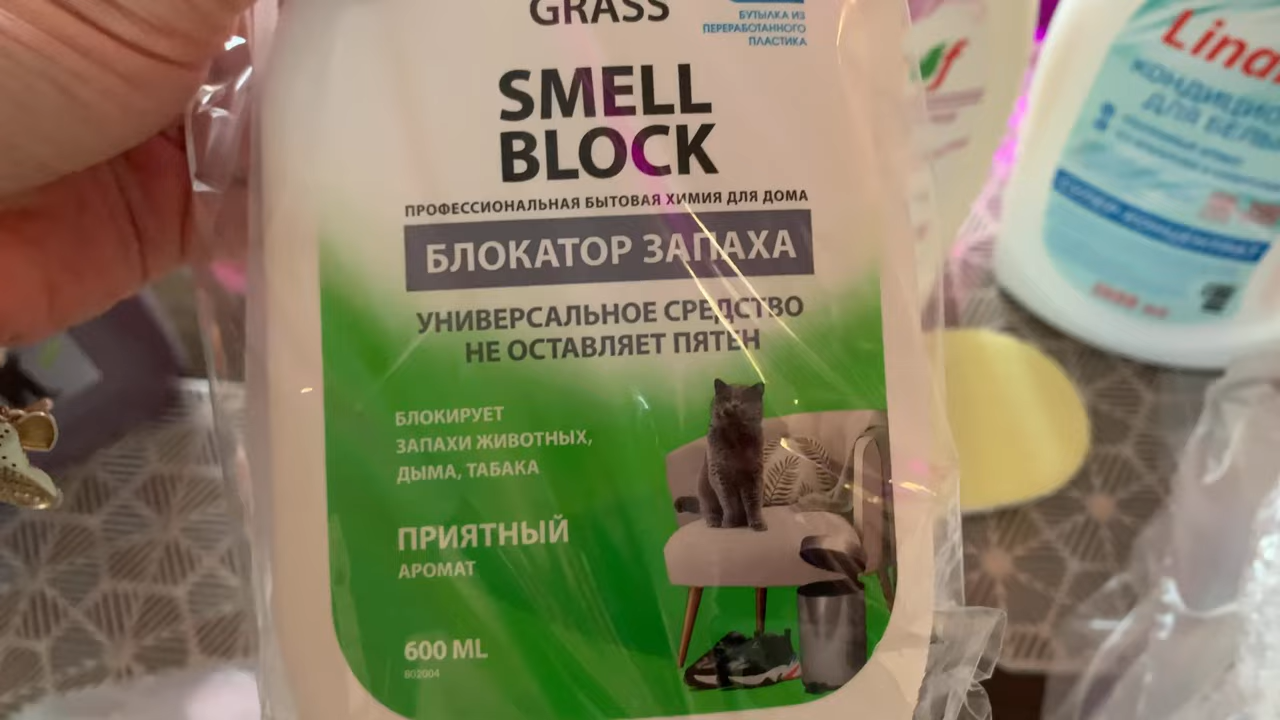 GRASS
БУТЫЛКА ИЗ
ПЕРЕРАБОТАННОГО
ПЛАСТИКА
SMELL
BLOCK
ПРОФЕССИОНАЛЬНАЯ БЫТОВАЯ ХИМИЯ ДЛЯ ДОМА
БЛОКАТОР ЗАПАХА
УНИВЕРСАЛЬНОЕ СРЕДСТВО
НЕ ОСТАВЛЯЕТ ПЯТЕН
БЛОКИРУЕТ
ЗАПАХИ ЖИВОТНЫХ,
ДЫМА, ТАБАКА
ПРИЯТНЫЙ
АРОМАТ
600 ML
802004
Lina
КОНДИЦИО
ДЛЯ БЕЛЬ